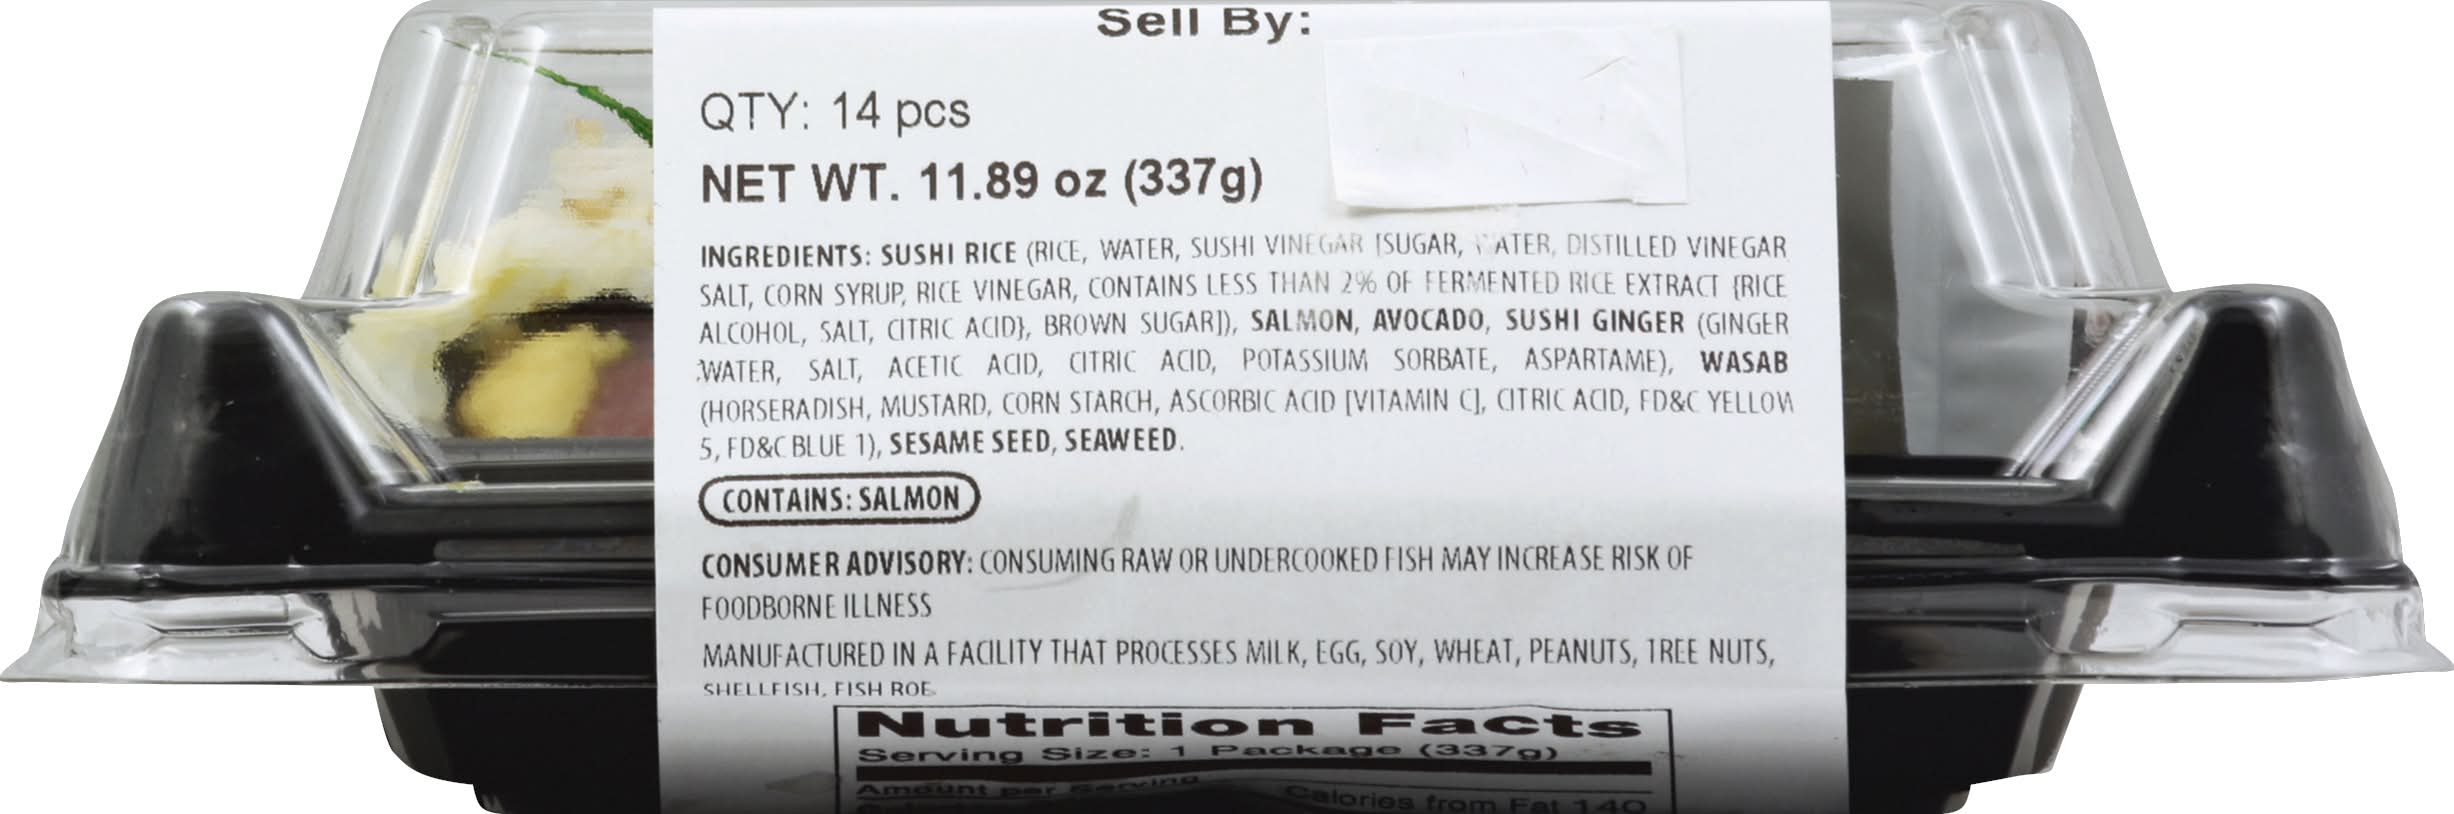 Sell By:
QTY: 14 pcs
NET WT. 11.89 oz (337g)
INGREDIENTS: SUSHI RICE (RICE, WATER, SUSHI VINEGAR [SUGAR, WATER, DISTILLED VINEGAR
SALT, CORN SYRUP, RICE VINEGAR, CONTAINS LESS THAN 2% OF FERMENTED RICE EXTRACT {RICE
ALCOHOL, SALT, CITRIC ACID}, BROWN SUGAR]), SALMON, AVOCADO, SUSHI GINGER (GINGER
WATER, SALT, ACETIC ACID, CITRIC ACID, POTASSIUM SORBATE, ASPARTAME), WASAB
(HORSERADISH, MUSTARD, CORN STARCH, ASCORBIC ACID [VITAMIN C], CITRIC ACID, FD&C YELLOW
5, FD&C BLUE 1), SESAME SEED, SEAWEED.
CONTAINS: SALMON
CONSUMER ADVISORY: CONSUMING RAW OR UNDERCOOKED FISH MAY INCREASE RISK OF
FOODBORNE ILLNESS
MANUFACTURED IN A FACILITY THAT PROCESSES MILK, EGG, SOY, WHEAT, PEANUTS, TREE NUTS,
SHELLFISH, FISH ROE
Nutrition Facts
Serving Size: 1 Package (337g)
Amount per Serving
Calories from Fat 140